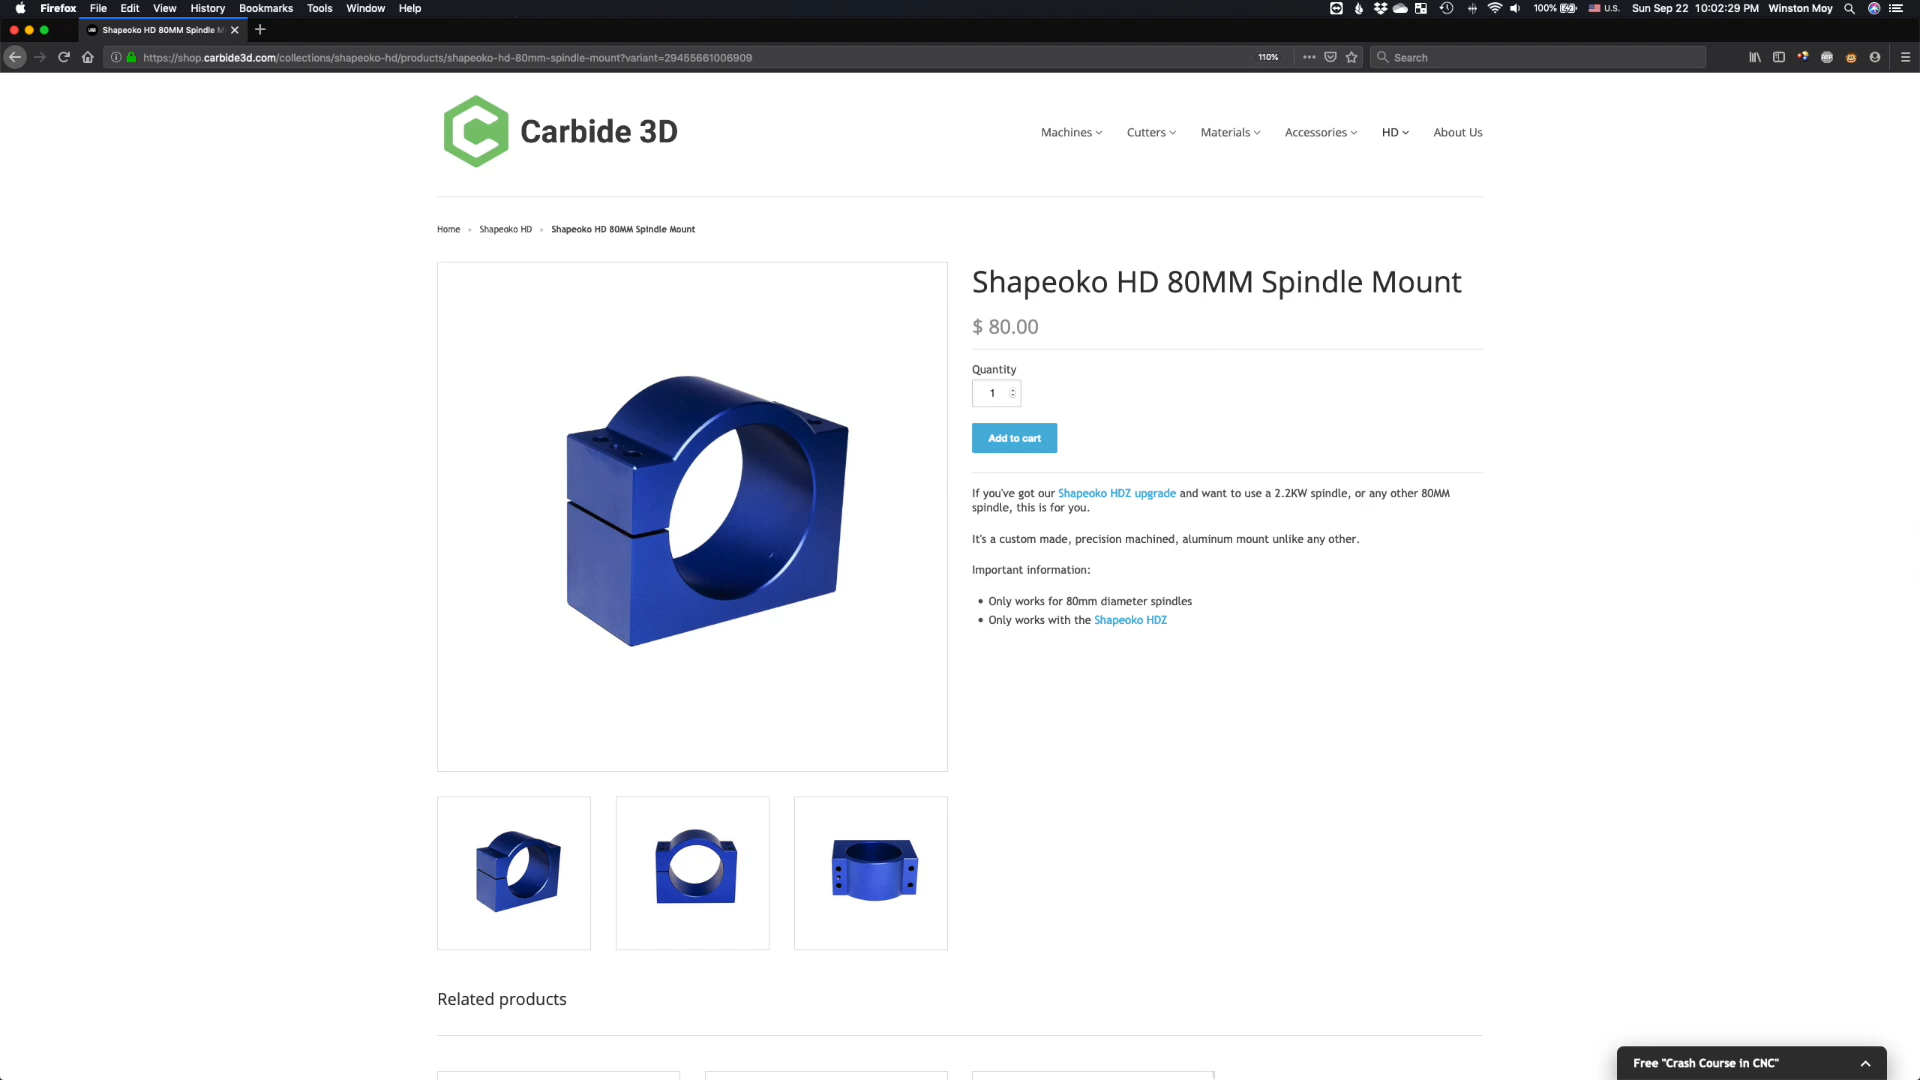 Firefox File Edit View History Bookmarks Tools Window Help 100% U.S. Sun Sep 22 10:02:29 PM Winston Moy
Shapeoko HD 80MM Spindle M
https://shop.carbide3d.com/collections/shapeoko-hd/products/shapeoko-hd-80mm-spindle-mount?variant=29455661006909 110% Search
Carbide 3D
Machines Cutters Materials Accessories HD About Us
Home > Shapeoko HD > Shapeoko HD 80MM Spindle Mount
Shapeoko HD 80MM Spindle Mount
$ 80.00
Quantity
1
Add to cart
If you've got our Shapeoko HDZ upgrade and want to use a 2.2KW spindle, or any other 80MM
spindle, this is for you.
It's a custom made, precision machined, aluminum mount unlike any other.
Important information:
• Only works for 80mm diameter spindles
• Only works with the Shapeoko HDZ
Related products
Free "Crash Course in CNC"